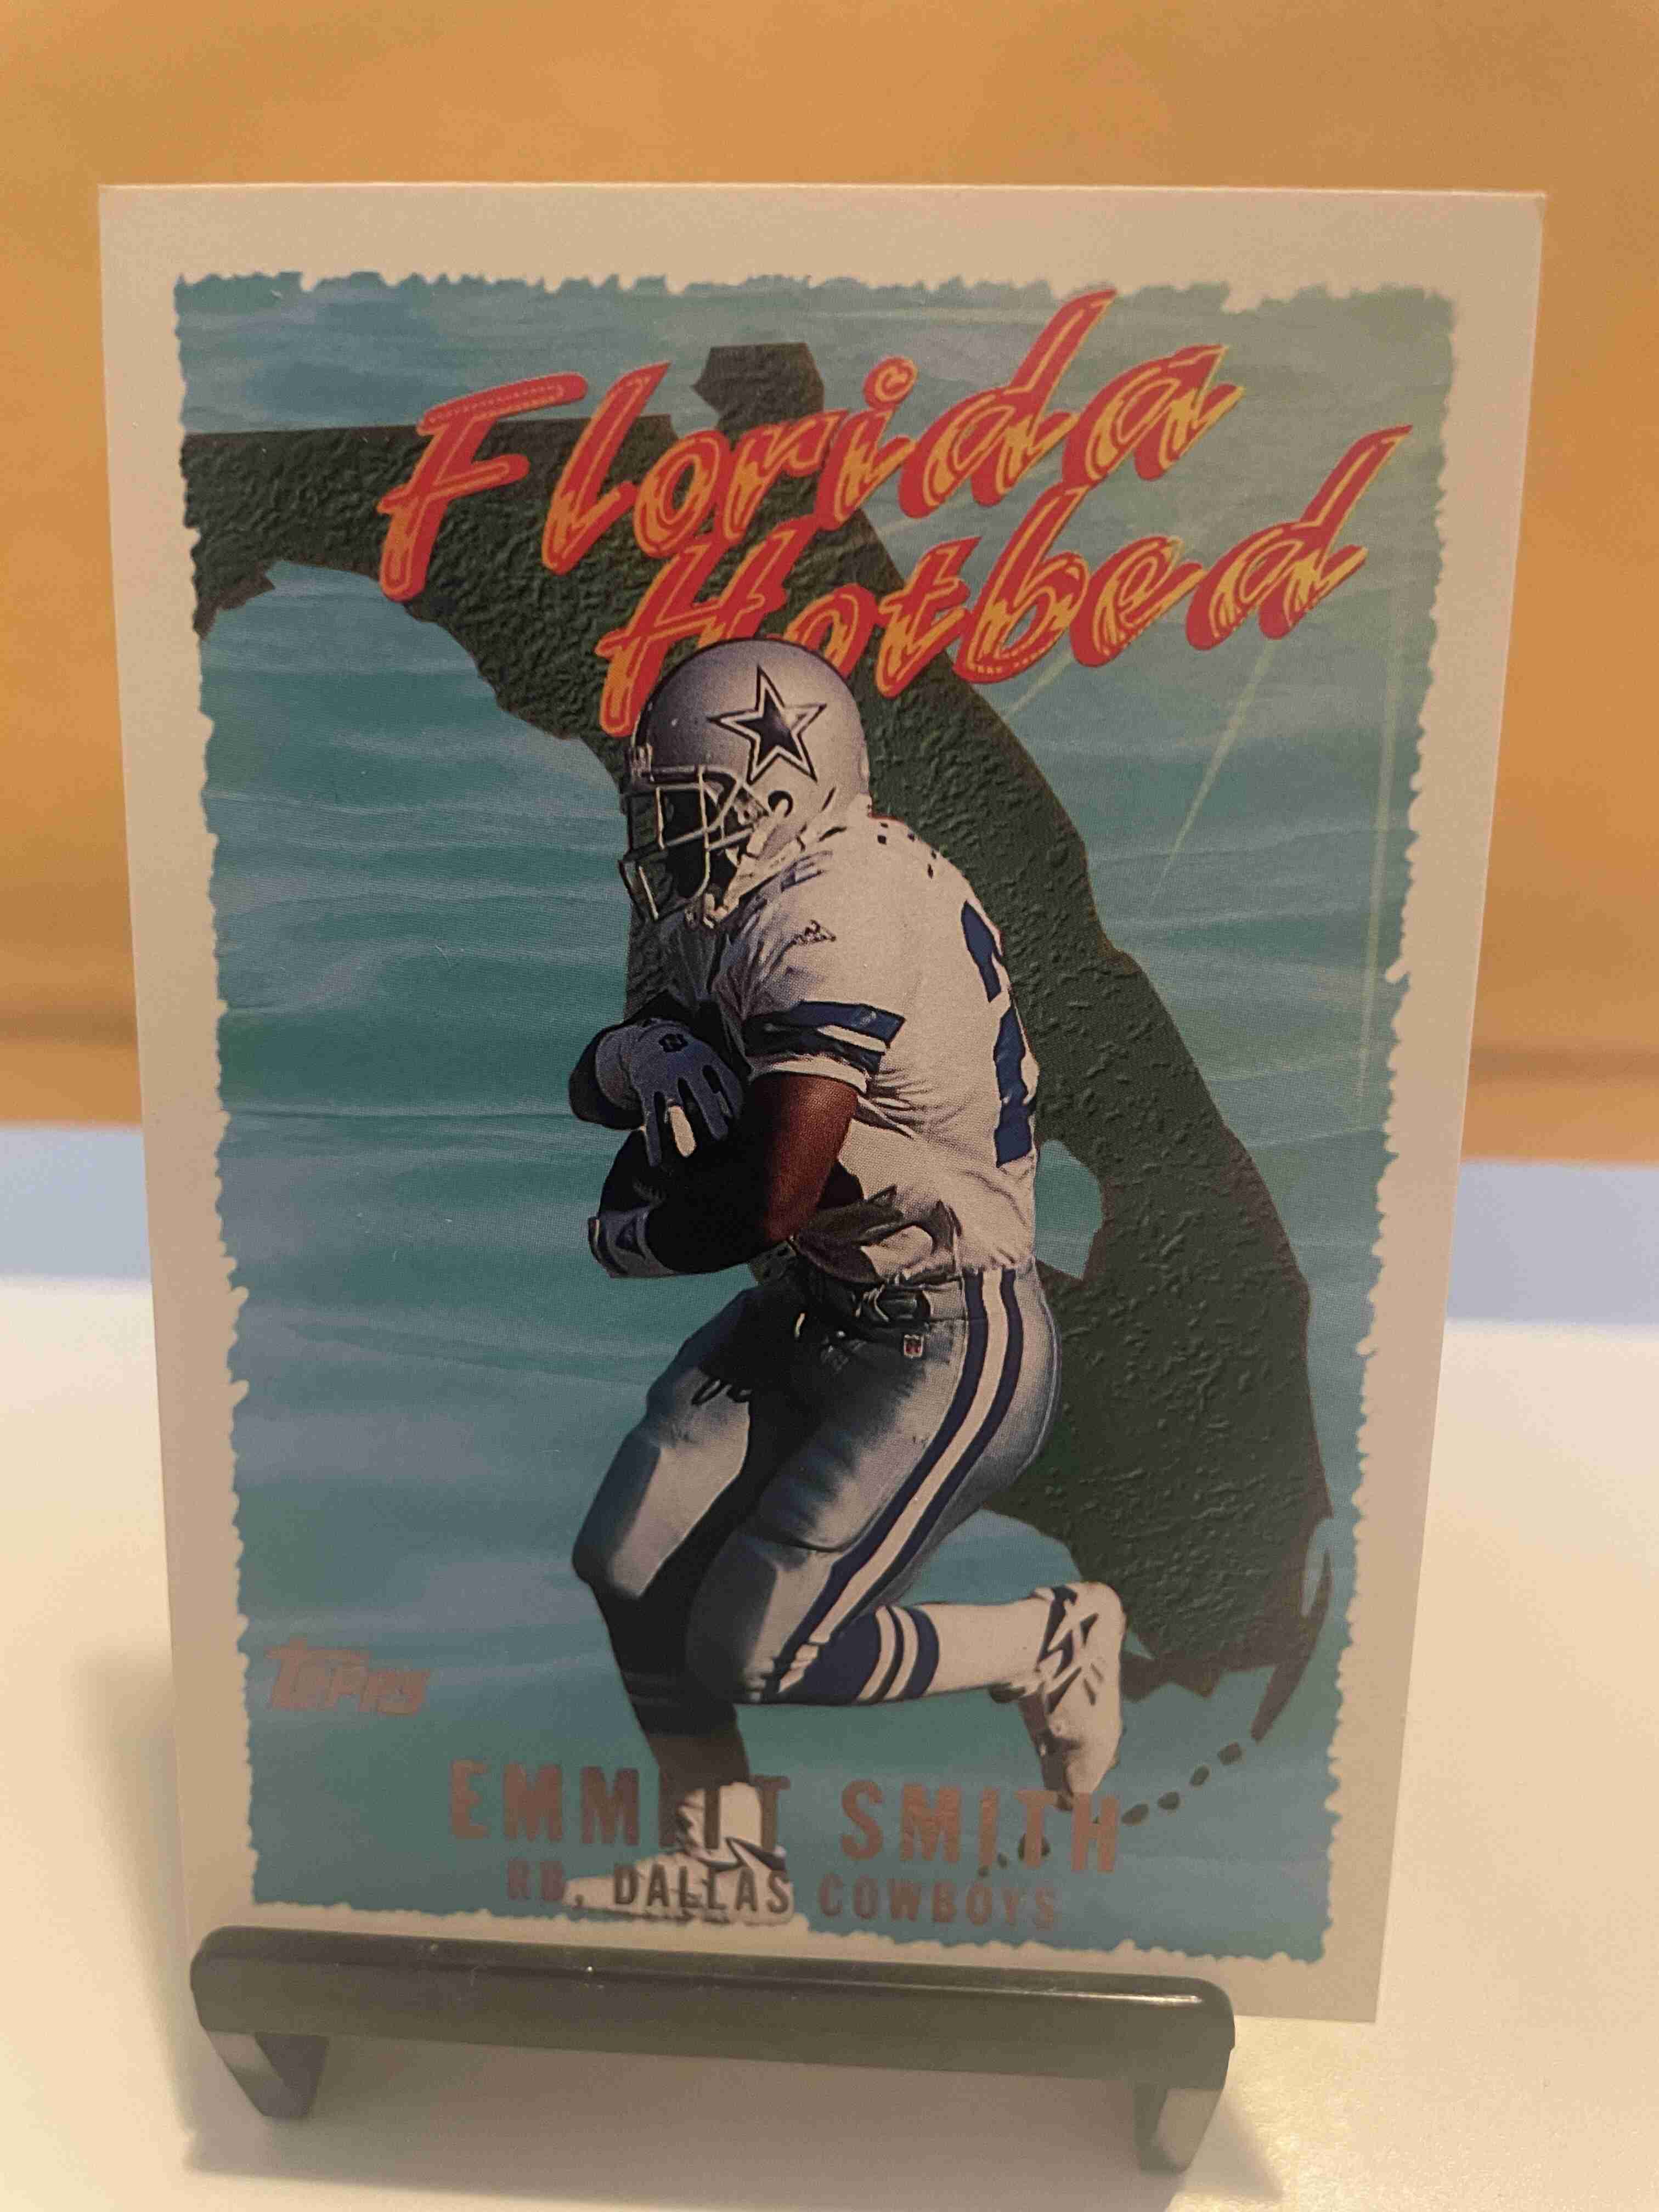 Florida
Hotbed
Topps
EMMITT SMITH
RB, DALLAS COWBOYS